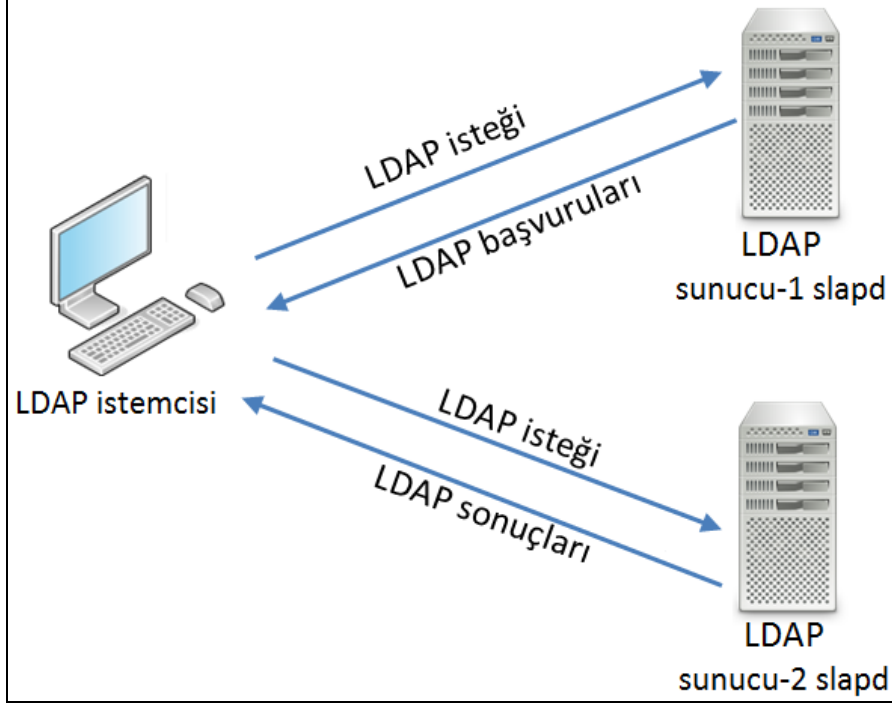 LDAP isteği
LDAP başvuruları
LDAP
sunucu-1 slapd
LDAP istemcisi
LDAP isteği
LDAP sonuçları
LDAP
sunucu-2 slapd